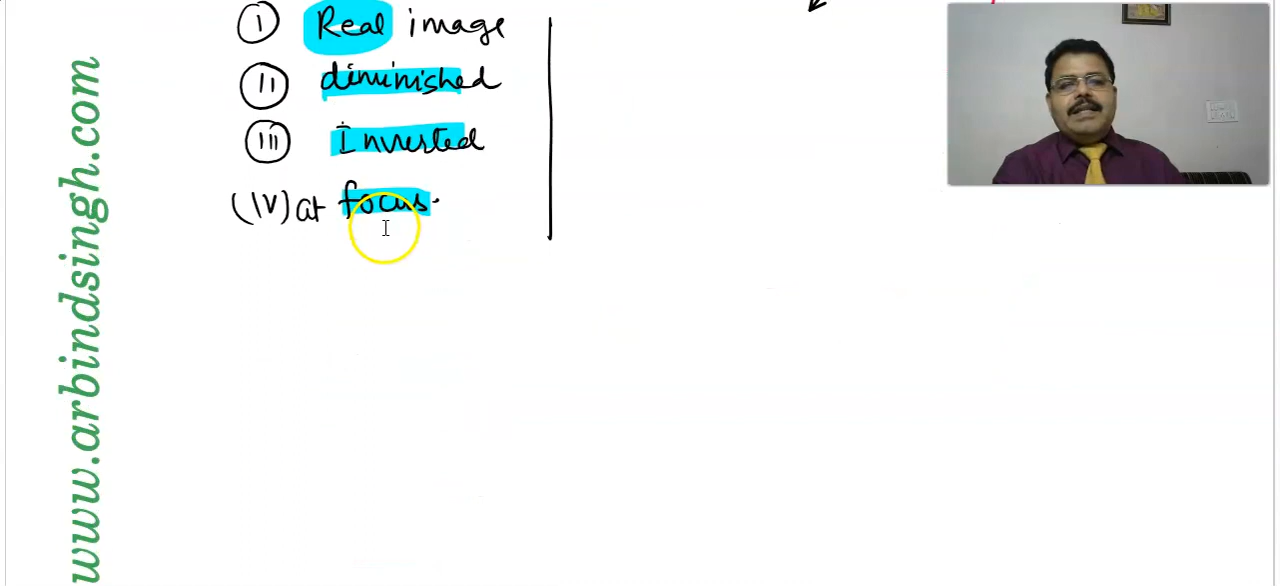 (i) Real image
(ii) diminished
(iii) Inverted
(iv) at focus.
www.arbindsingh.com